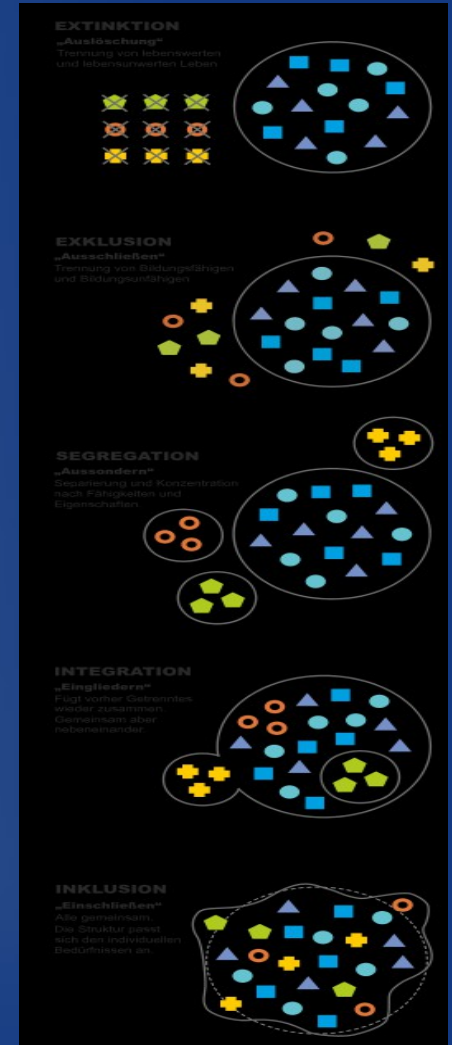 EXTINKTION
„Auslöschung“
Trennung von lebenswerten
und lebensunwerten Leben
EXKLUSION
„Ausschließen“
Trennung von Bildungsfähigen
und Bildungsunfähigen
SEGREGATION
„Aussondern“
Separierung und Konzentration
nach Fähigkeiten und
Eigenschaften.
INTEGRATION
„Eingliedern“
Fügt vorher Getrenntes
wieder zusammen.
Gemeinsam aber
nebeneinander.
INKLUSION
„Einschließen“
Alle gemeinsam.
Die Struktur passt
sich den individuellen
Bedürfnissen an.